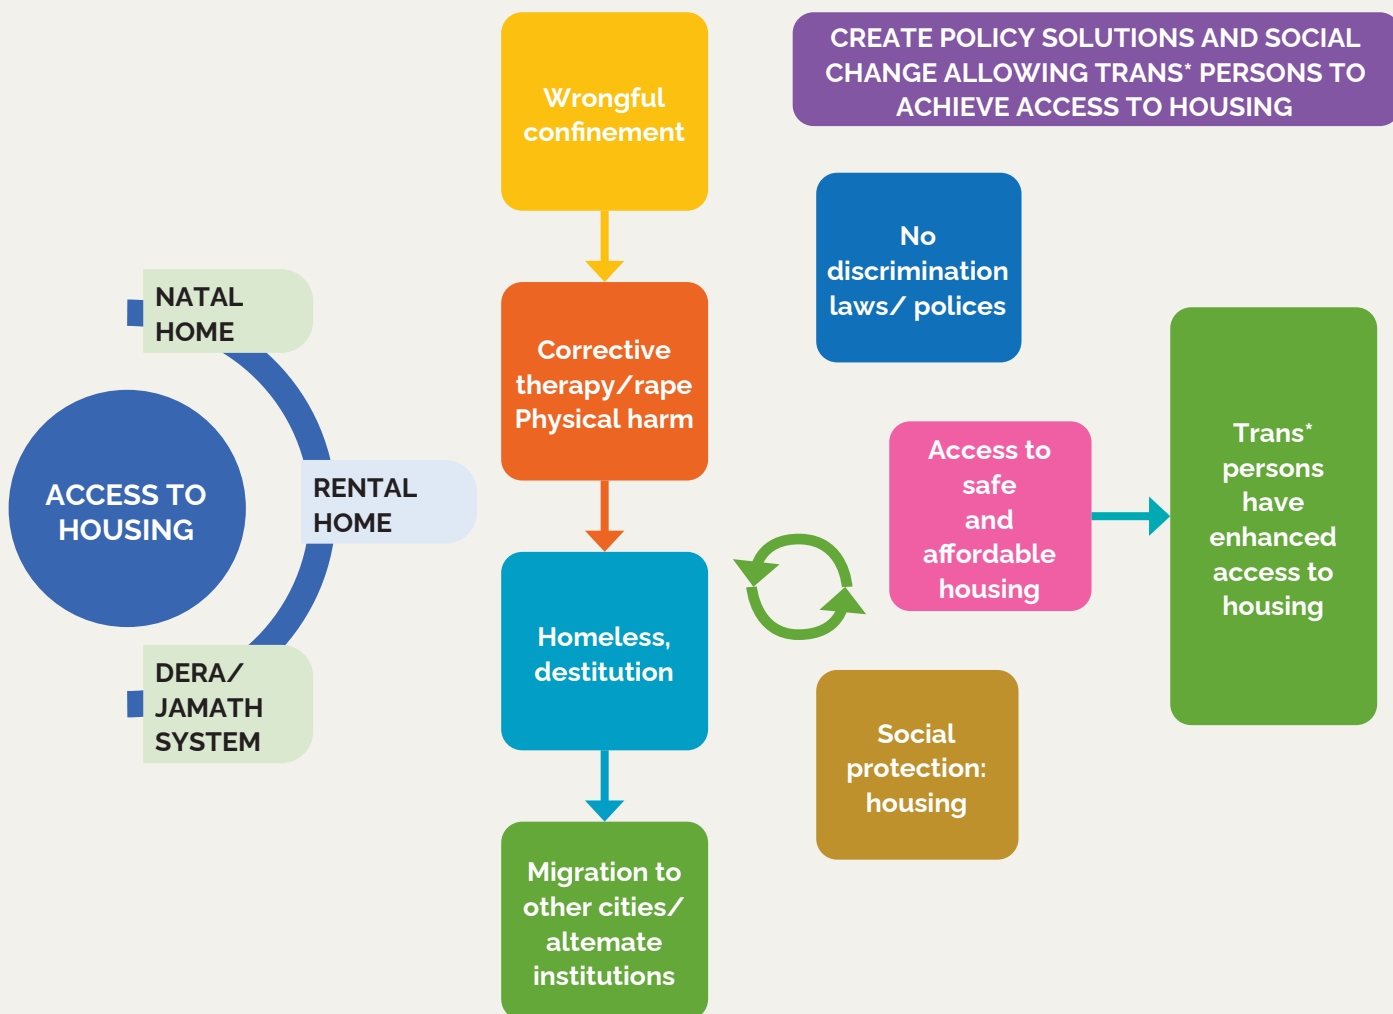 CREATE POLICY SOLUTIONS AND SOCIAL
CHANGE ALLOWING TRANS* PERSONS TO
ACHIEVE ACCESS TO HOUSING
ACCESS TO
HOUSING
NATAL
HOME
RENTAL
HOME
DERA/
JAMATH
SYSTEM
Wrongful
confinement
Corrective
therapy/rape
Physical harm
Homeless,
destitution
Migration to
other cities/
altemate
institutions
No
discrimination
laws/ polices
Access to
safe
and
affordable
housing
Social
protection:
housing
Trans*
persons
have
enhanced
access to
housing